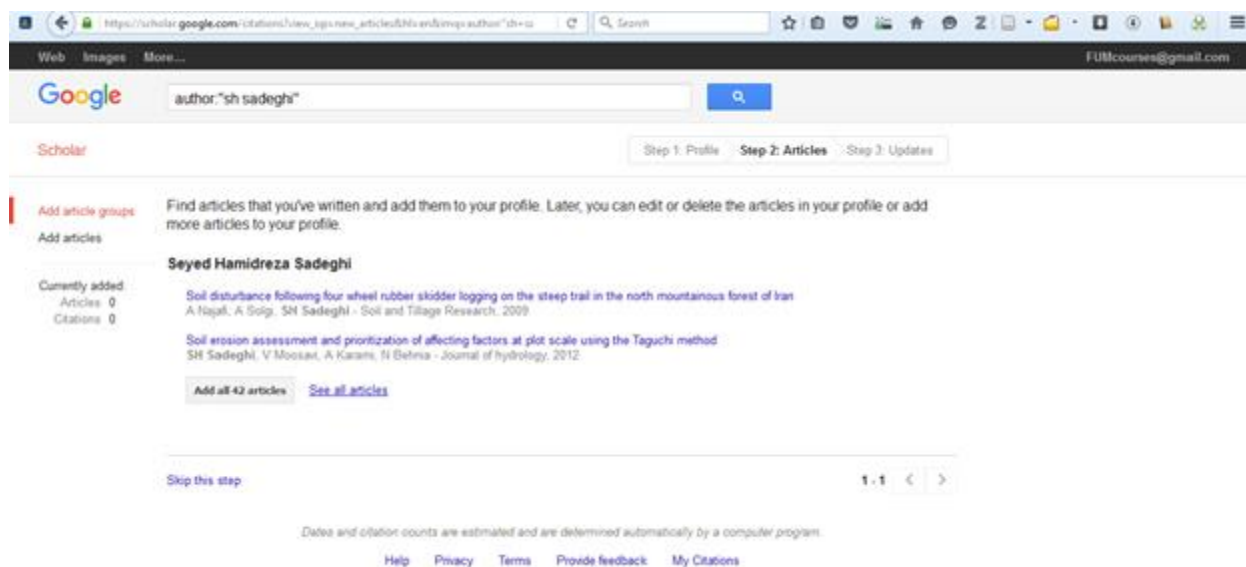 https://scholar.google.com/citations?
Search
Web Images More...
FUMcourses@gmail.com
Google
author:"sh sadeghi"
Scholar
Step 1: Profile Step 2: Articles Step 3: Updates
Add article groups
Add articles
Currently added
Articles 0
Citations 0
Find articles that you've written and add them to your profile. Later, you can edit or delete the articles in your profile or add
more articles to your profile.
Seyed Hamidreza Sadeghi
Soil disturbance following four wheel rubber skidder logging on the steep trail in the north mountainous forest of Iran
A Najafi, A Solgi, SH Sadeghi - Soil and Tillage Research, 2009
Soil erosion assessment and prioritization of affecting factors at plot scale using the Taguchi method
SH Sadeghi, V Moosavi, A Karami, N Behnia - Journal of hydrology, 2012
Add all 42 articles See all articles
Skip this step
1 - 1
Dates and citation counts are estimated and are determined automatically by a computer program.
Help Privacy Terms Provide feedback My Citations